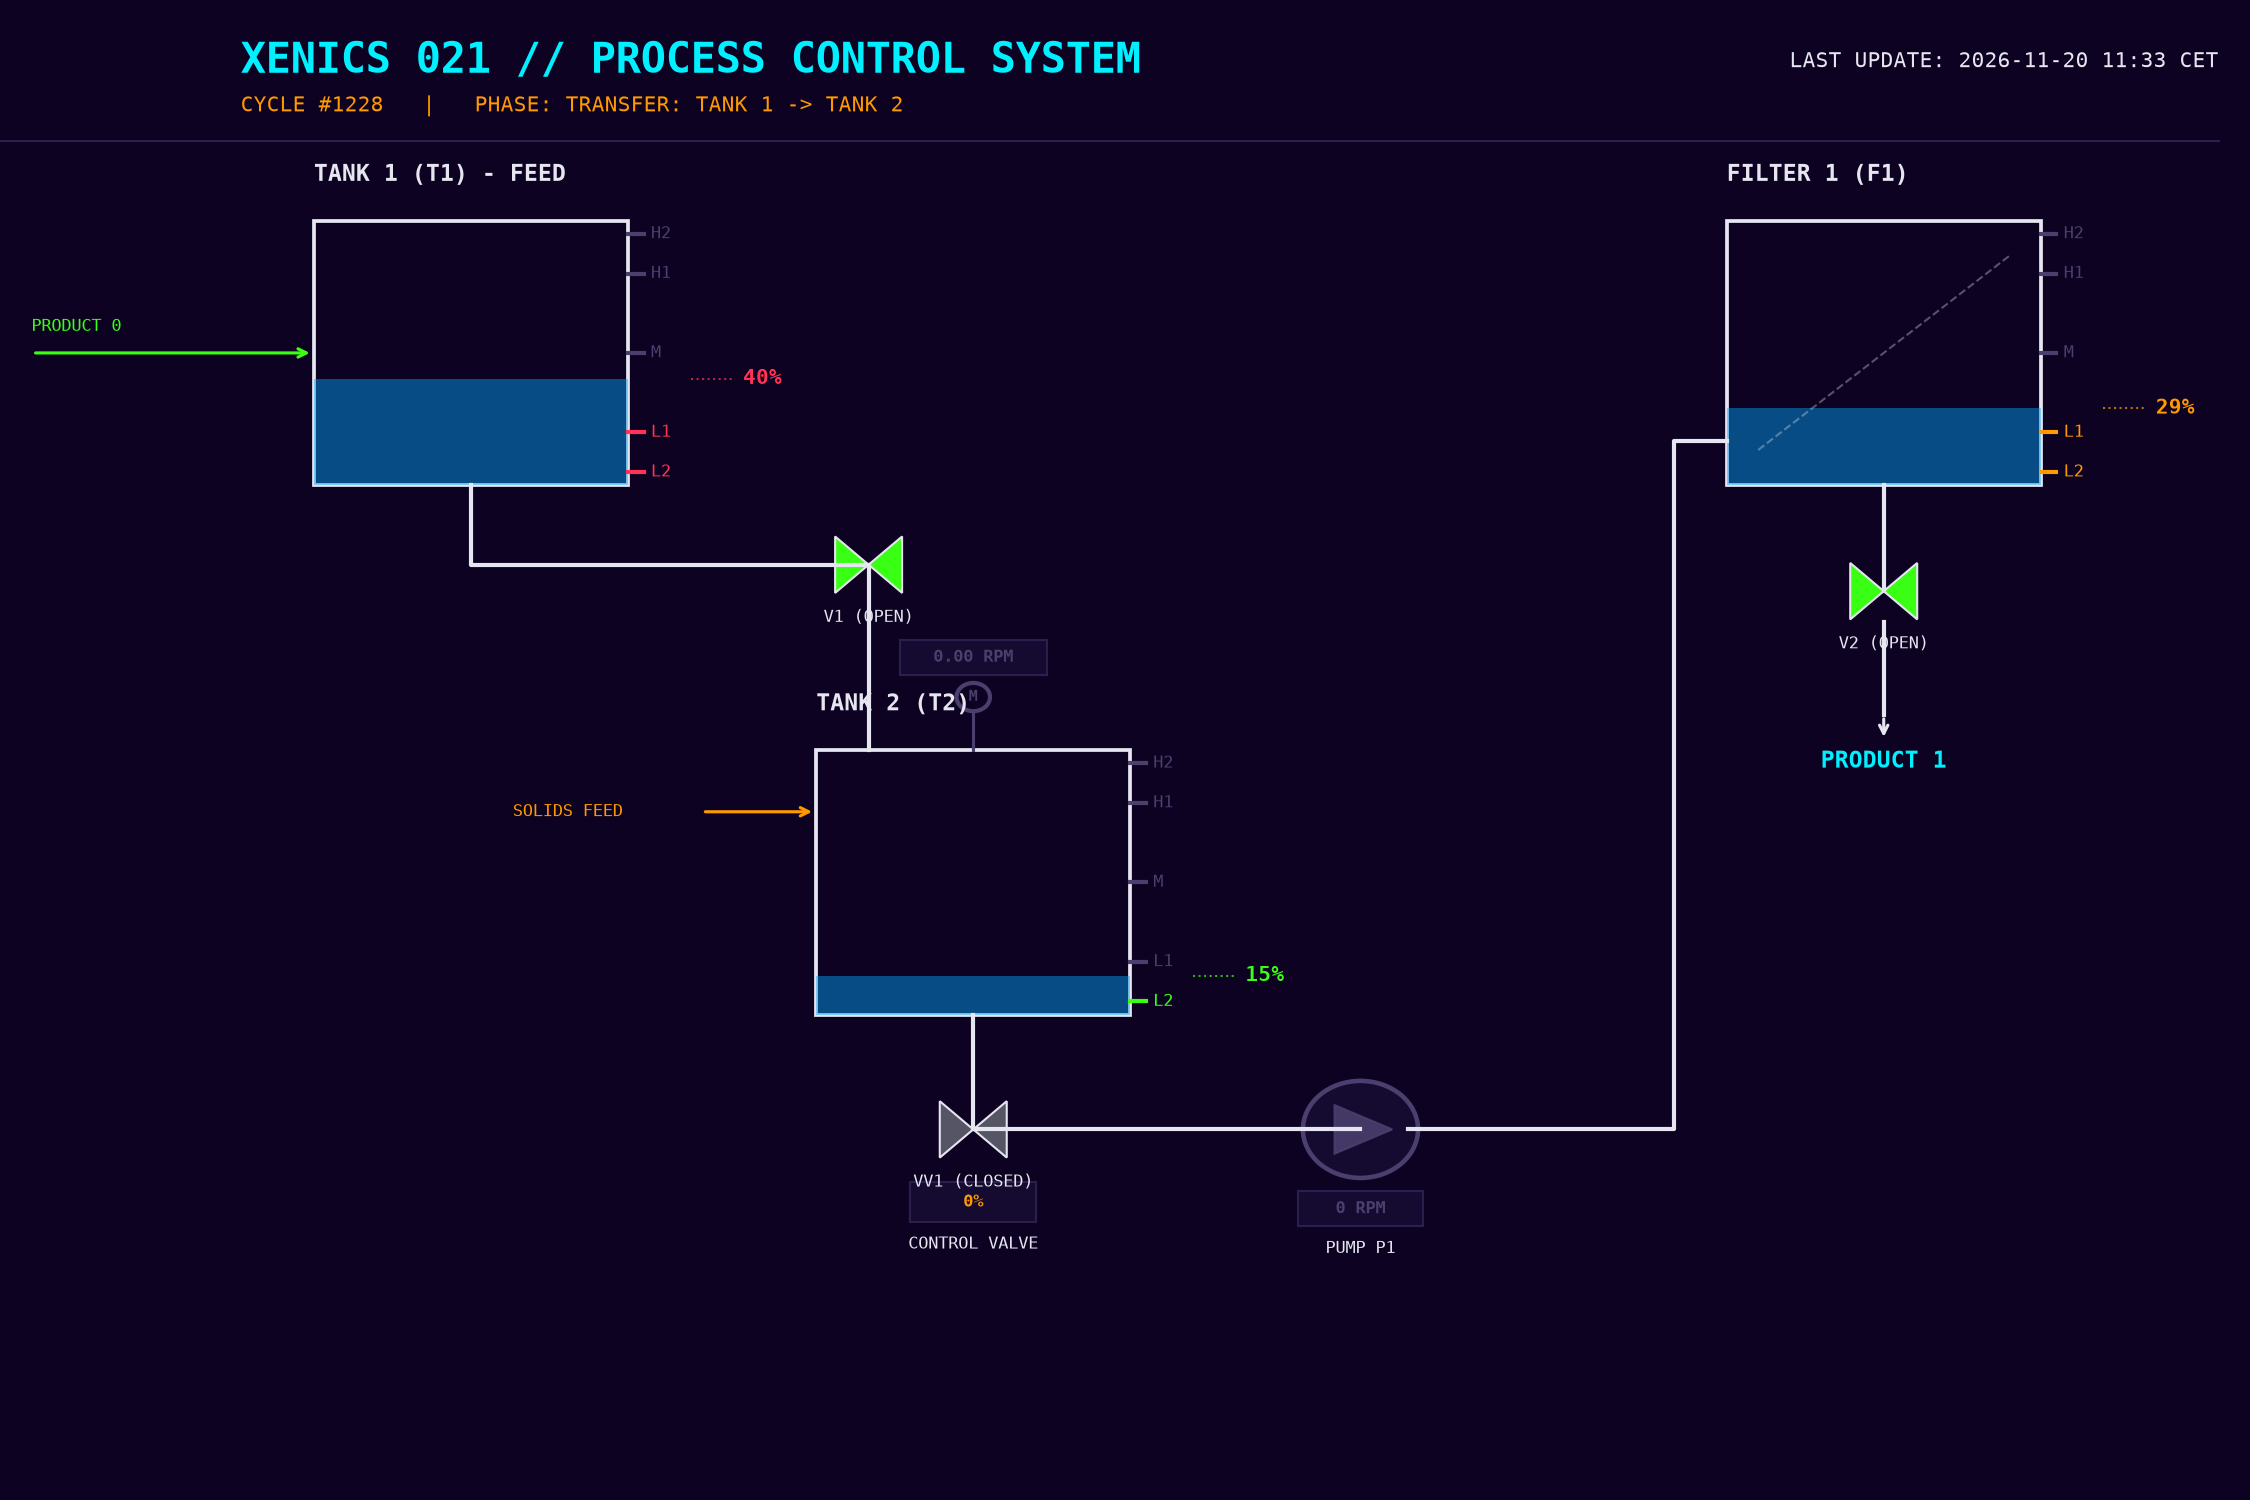 XENICS 021 // PROCESS CONTROL SYSTEM
LAST UPDATE: 2026-11-20 11:33 CET
CYCLE #1228 | PHASE: TRANSFER: TANK 1 -> TANK 2
TANK 1 (T1) - FEED
H2
H1
PRODUCT 0
M
40%
L1
L2
FILTER 1 (F1)
H2
H1
M
29%
L1
L2
V1 (OPEN)
V2 (OPEN)
PRODUCT 1
0.00 RPM
M
TANK 2 (T2)
H2
H1
SOLIDS FEED
M
L1
15%
L2
VV1 (CLOSED)
0%
CONTROL VALVE
0 RPM
PUMP P1